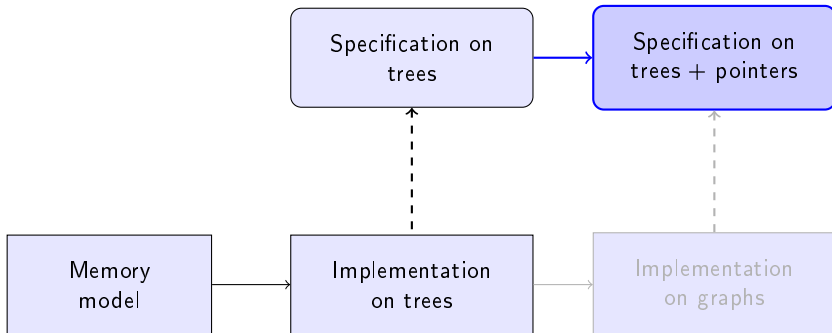 Specification on
trees
Specification on
trees + pointers
Memory
model
Implementation
on trees
Implementation
on graphs